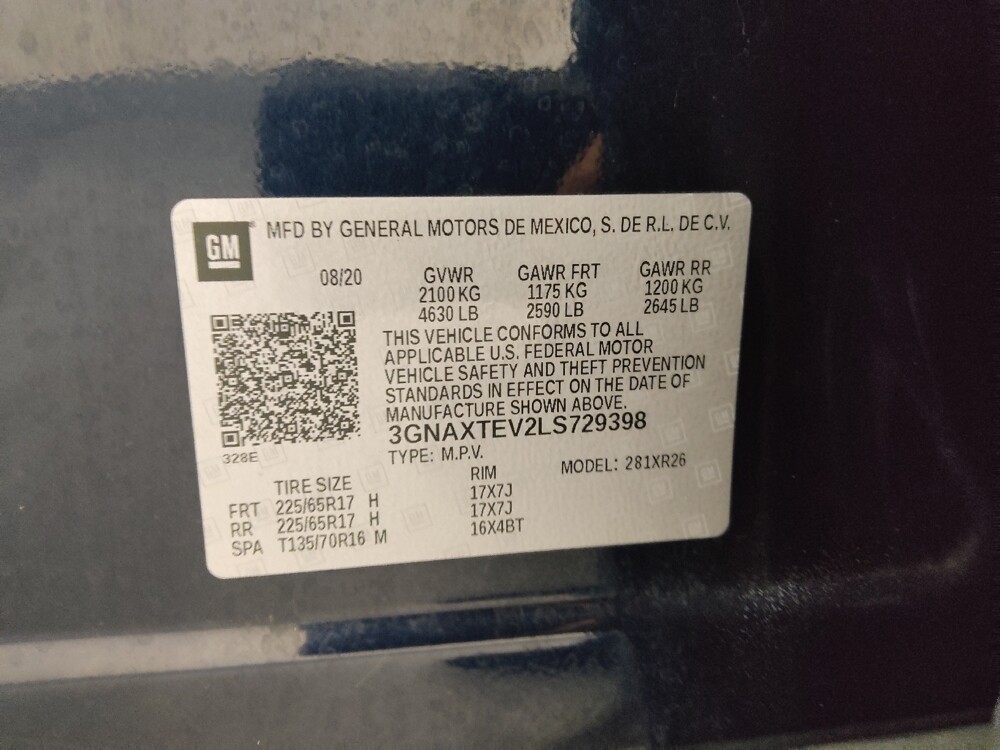 GM
MFD BY GENERAL MOTORS DE MEXICO, S. DE R.L. DE C.V.
08/20 GVWR GAWR FRT GAWR RR
2100 KG 1175 KG 1200 KG
4630 LB 2590 LB 2645 LB
THIS VEHICLE CONFORMS TO ALL
APPLICABLE U.S. FEDERAL MOTOR
VEHICLE SAFETY AND THEFT PREVENTION
STANDARDS IN EFFECT ON THE DATE OF
MANUFACTURE SHOWN ABOVE.
3GNAXTEV2LS729398
328E
TYPE: M.P.V. MODEL: 281XR26
TIRE SIZE RIM
FRT 225/65R17 H 17X7J
RR 225/65R17 H 17X7J
SPA T135/70R16 M 16X4BT